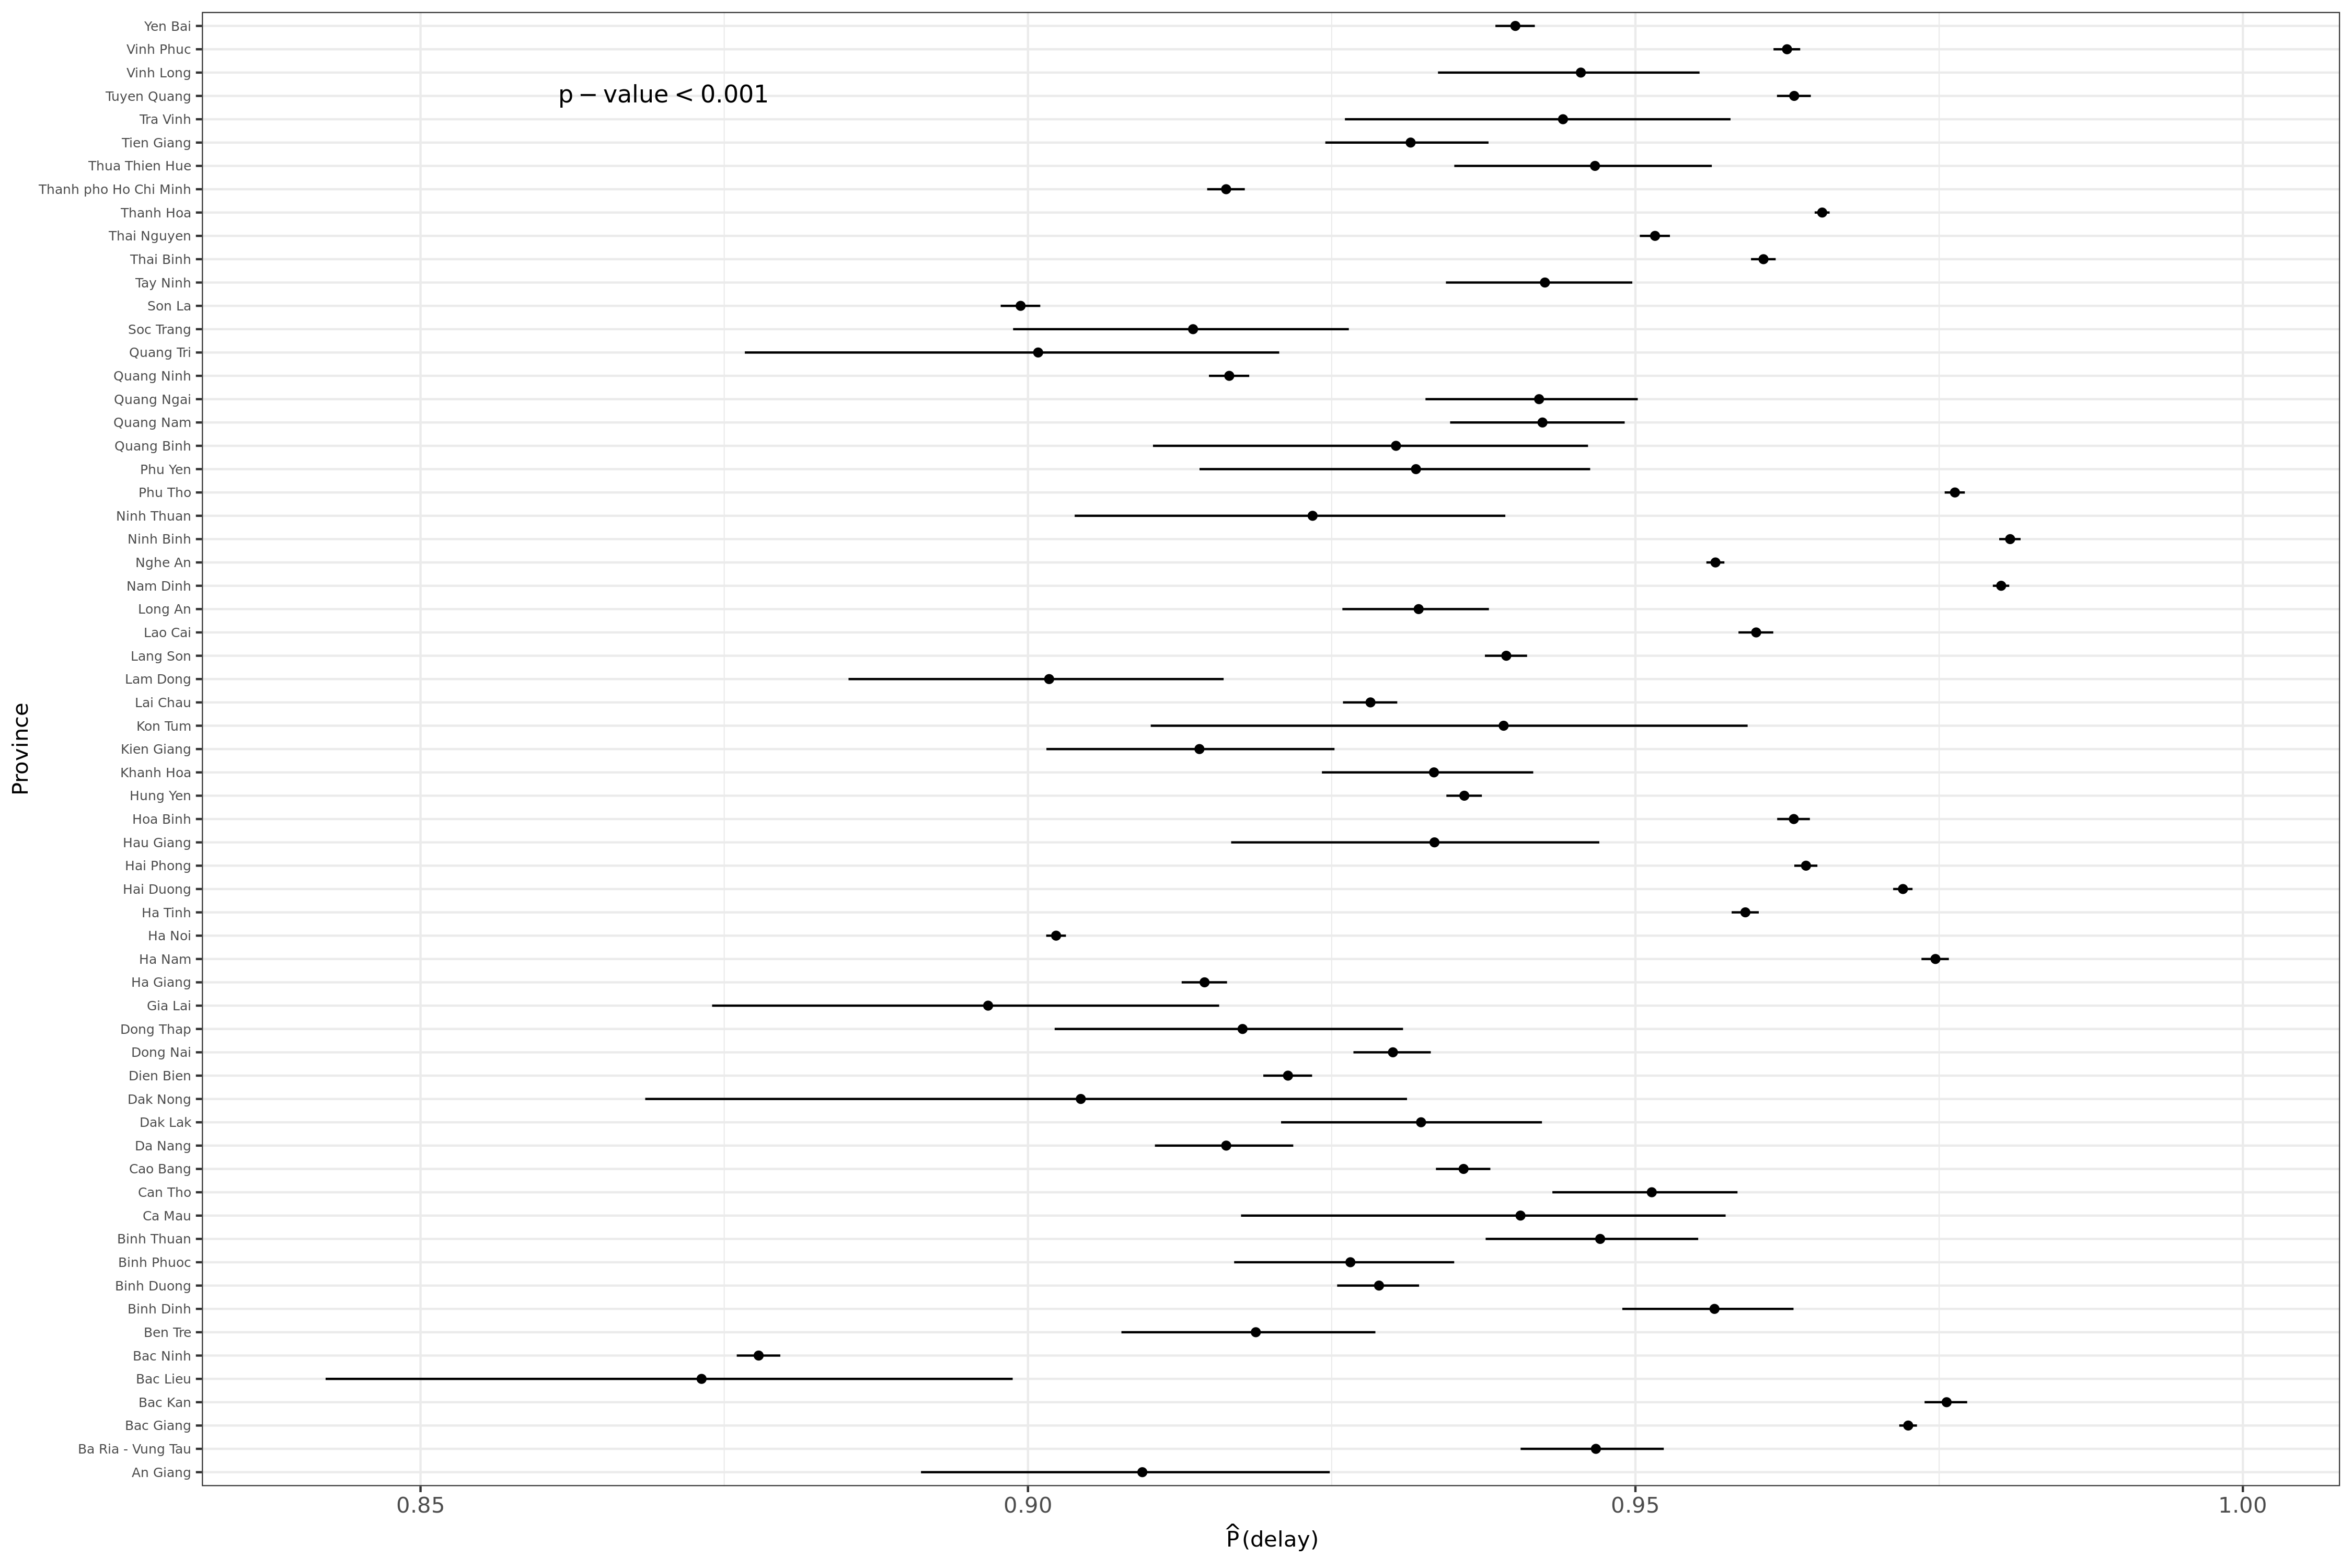 Yen Bai
Vinh Phuc
Vinh Long
Tuyen Quang
p − value < 0.001
Tra Vinh
Tien Giang
Thua Thien Hue
Thanh pho Ho Chi Minh
Thanh Hoa
Thai Nguyen
Thai Binh
Tay Ninh
Son La
Soc Trang
Quang Tri
Quang Ninh
Quang Ngai
Quang Nam
Quang Binh
Phu Yen
Phu Tho
Ninh Thuan
Ninh Binh
Nghe An
Nam Dinh
Long An
Lao Cai
Lang Son
Lam Dong
Lai Chau
Kon Tum
Kien Giang
Khanh Hoa
Hung Yen
Hoa Binh
Hau Giang
Hai Phong
Hai Duong
Ha Tinh
Ha Noi
Ha Nam
Ha Giang
Gia Lai
Dong Thap
Dong Nai
Dien Bien
Dak Nong
Dak Lak
Da Nang
Cao Bang
Can Tho
Ca Mau
Binh Thuan
Binh Phuoc
Binh Duong
Binh Dinh
Ben Tre
Bac Ninh
Bac Lieu
Bac Kan
Bac Giang
Ba Ria - Vung Tau
An Giang
Province
0.85 0.90 0.95 1.00
P̂(delay)